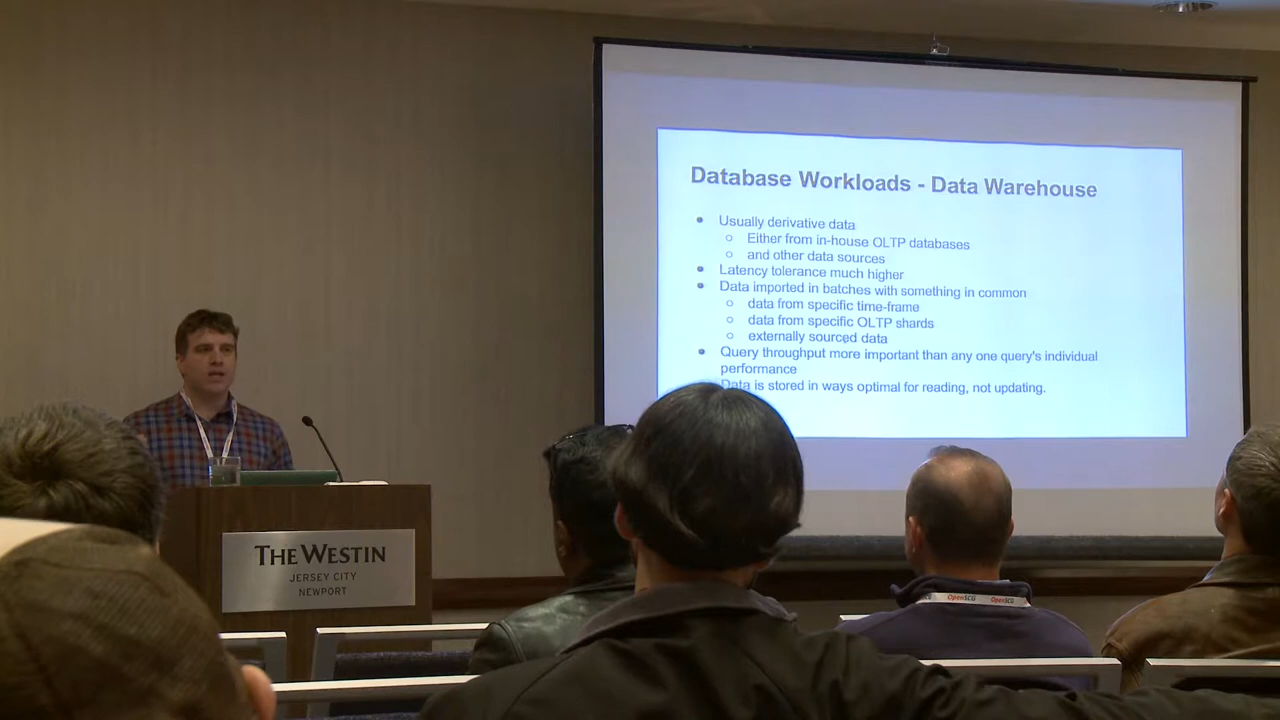 Database Workloads - Data Warehouse
Usually derivative data
Either from in-house OLTP databases
and other data sources
Latency tolerance much higher
Data imported in batches with something in common
data from specific time-frame
data from specific OLTP shards
externally sourced data
Query throughput more important than any one query's individual
performance
Data is stored in ways optimal for reading, not updating.
THE WESTIN
JERSEY CITY
NEWPORT
OpenSCG OpenSCG